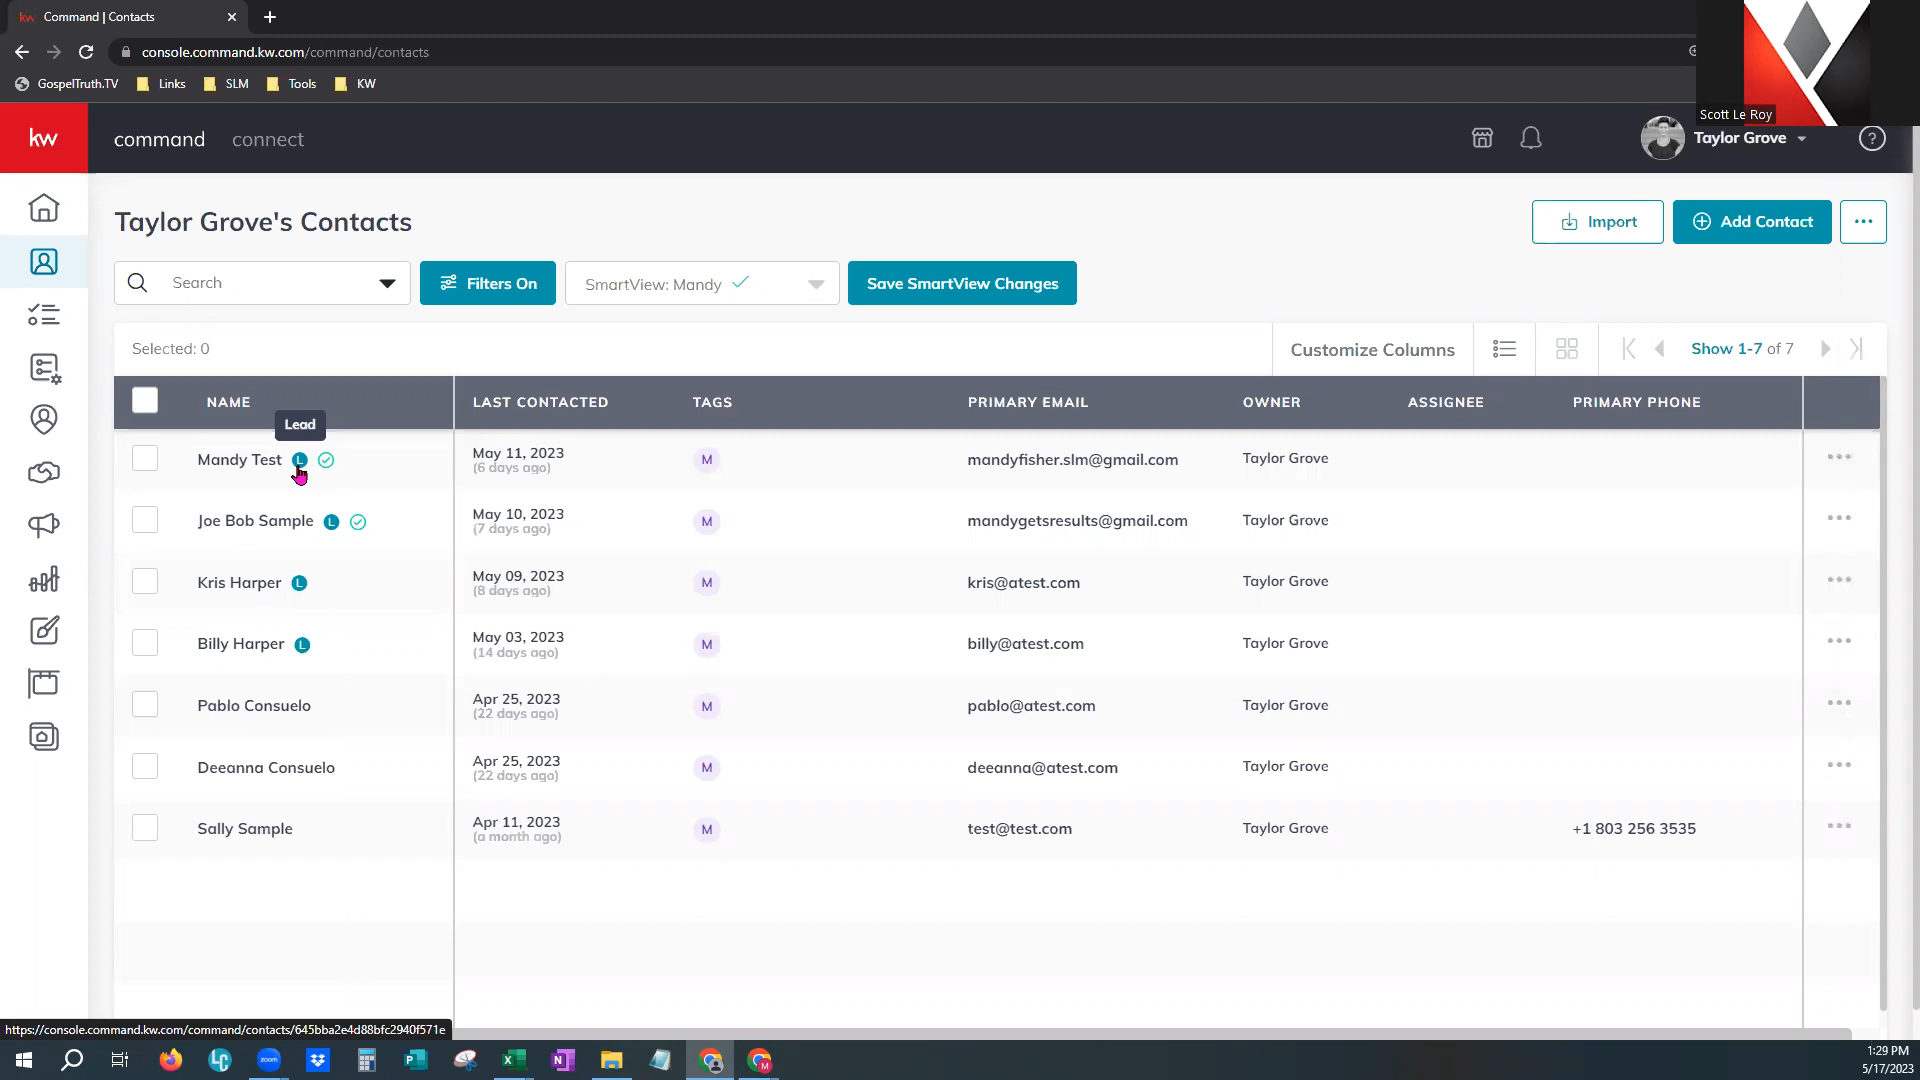 kw Command | Contacts
console.command.kw.com/command/contacts
GospelTruth.TV Links SLM Tools KW
Scott Le Roy
kw command connect Taylor Grove ?
Taylor Grove's Contacts
Import Add Contact ...
Search Filters On SmartView: Mandy Save SmartView Changes
Selected: 0 Customize Columns Show 1-7 of 7
NAME LAST CONTACTED TAGS PRIMARY EMAIL OWNER ASSIGNEE PRIMARY PHONE
Lead
Mandy Test L May 11, 2023 M mandyfisher.slm@gmail.com Taylor Grove
(6 days ago)
Joe Bob Sample L May 10, 2023 M mandygetsresults@gmail.com Taylor Grove
(7 days ago)
Kris Harper L May 09, 2023 M kris@atest.com Taylor Grove
(8 days ago)
Billy Harper L May 03, 2023 M billy@atest.com Taylor Grove
(14 days ago)
Pablo Consuelo Apr 25, 2023 M pablo@atest.com Taylor Grove
(22 days ago)
Deeanna Consuelo Apr 25, 2023 M deeanna@atest.com Taylor Grove
(22 days ago)
Sally Sample Apr 11, 2023 M test@test.com Taylor Grove +1 803 256 3535
(a month ago)
https://console.command.kw.com/command/contacts/645bba2e4d88bfc2940f571e
LC zoom P X N M
1:29 PM
5/17/2023